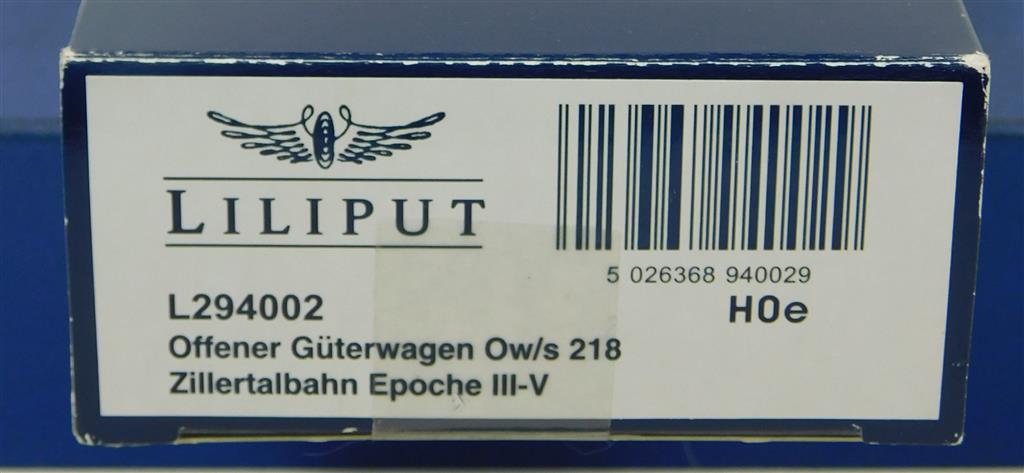 LILIPUT
5 026368 940029
H0e
L294002
Offener Güterwagen Ow/s 218
Zillertalbahn Epoche III-V